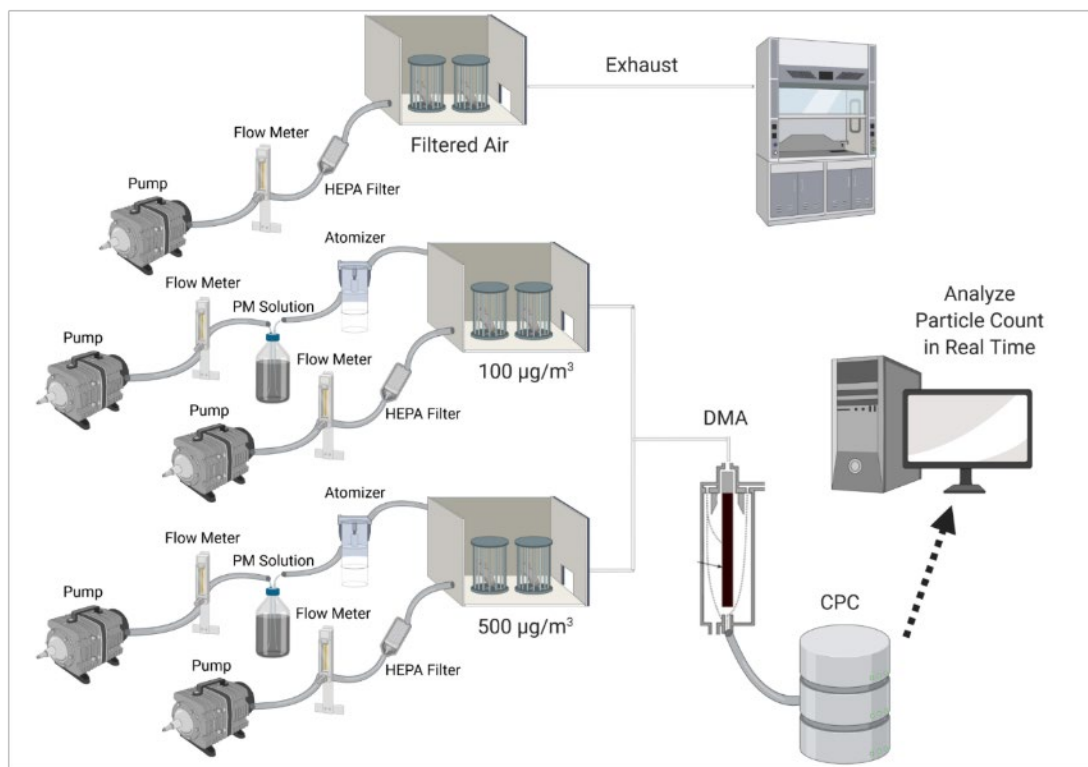 Exhaust
Filtered Air
Flow Meter
HEPA Filter
Pump
Atomizer
Flow Meter
PM Solution
Pump
Flow Meter
100 µg/m³
HEPA Filter
Pump
Analyze
Particle Count
in Real Time
DMA
Atomizer
Flow Meter
PM Solution
Pump
Flow Meter
500 µg/m³
HEPA Filter
Pump
CPC